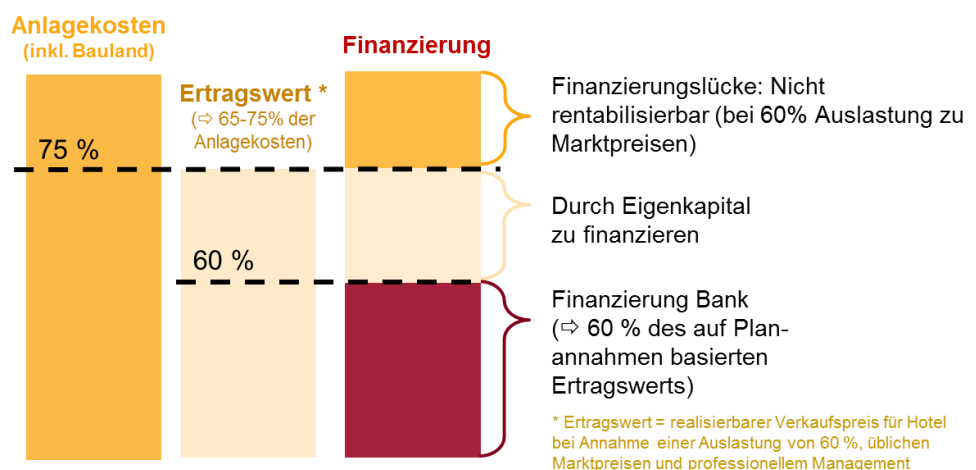 Anlagekosten
(inkl. Bauland)
Ertragswert *
(⇨ 65-75% der
Anlagekosten)
Finanzierung
75 %
60 %
Finanzierungslücke: Nicht
rentabilisierbar (bei 60% Auslastung zu
Marktpreisen)
Durch Eigenkapital
zu finanzieren
Finanzierung Bank
(⇨ 60 % des auf Plan-
annahmen basierten
Ertragswerts)
* Ertragswert = realisierbarer Verkaufspreis für Hotel
bei Annahme einer Auslastung von 60 %, üblichen
Marktpreisen und professionellem Management